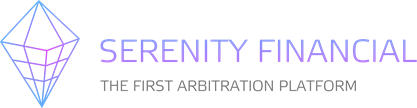 SERENITY FINANCIAL
THE FIRST ARBITRATION PLATFORM